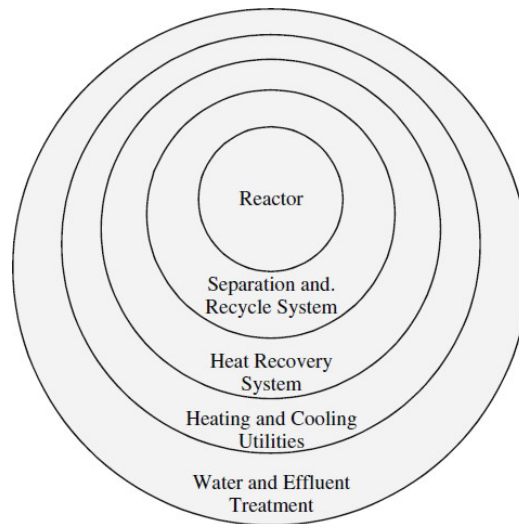 Reactor
Separation and.
Recycle System
Heat Recovery
System
Heating and Cooling
Utilities
Water and Effluent
Treatment